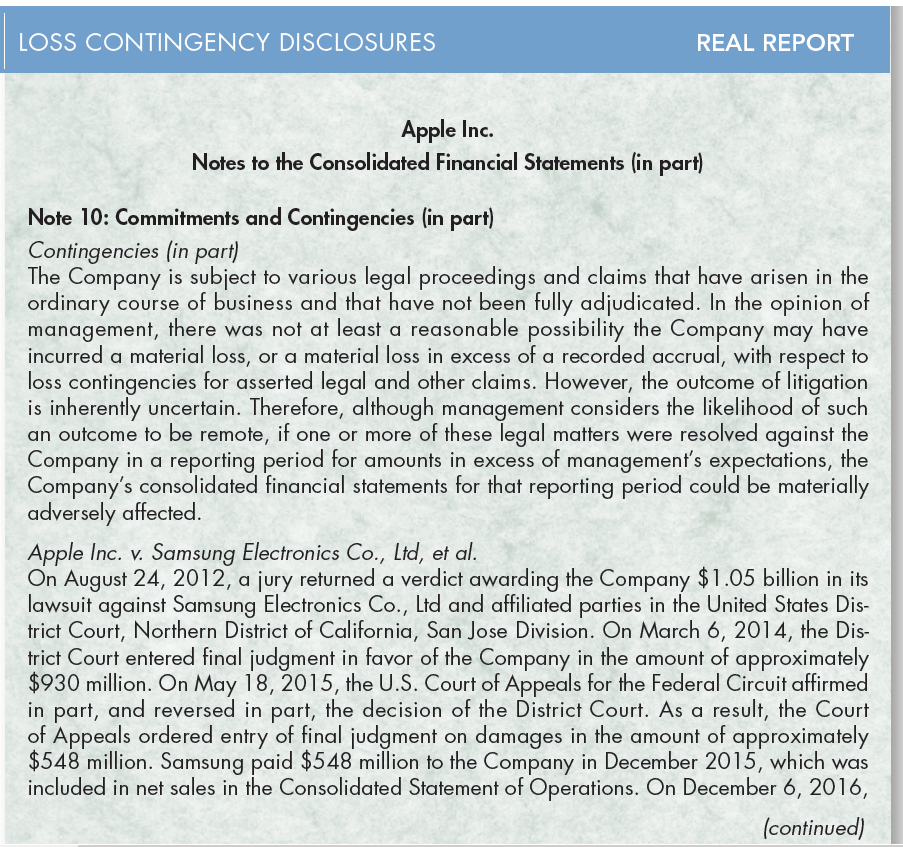 LOSS CONTINGENCY DISCLOSURES REAL REPORT
Apple Inc.
Notes to the Consolidated Financial Statements (in part)
Note 10: Commitments and Contingencies (in part)
Contingencies (in part)
The Company is subject to various legal proceedings and claims that have arisen in the
ordinary course of business and that have not been fully adjudicated. In the opinion of
management, there was not at least a reasonable possibility the Company may have
incurred a material loss, or a material loss in excess of a recorded accrual, with respect to
loss contingencies for asserted legal and other claims. However, the outcome of litigation
is inherently uncertain. Therefore, although management considers the likelihood of such
an outcome to be remote, if one or more of these legal matters were resolved against the
Company in a reporting period for amounts in excess of management’s expectations, the
Company’s consolidated financial statements for that reporting period could be materially
adversely affected.
Apple Inc. v. Samsung Electronics Co., Ltd, et al.
On August 24, 2012, a jury returned a verdict awarding the Company $1.05 billion in its
lawsuit against Samsung Electronics Co., Ltd and affiliated parties in the United States Dis-
trict Court, Northern District of California, San Jose Division. On March 6, 2014, the Dis-
trict Court entered final judgment in favor of the Company in the amount of approximately
$930 million. On May 18, 2015, the U.S. Court of Appeals for the Federal Circuit affirmed
in part, and reversed in part, the decision of the District Court. As a result, the Court
of Appeals ordered entry of final judgment on damages in the amount of approximately
$548 million. Samsung paid $548 million to the Company in December 2015, which was
included in net sales in the Consolidated Statement of Operations. On December 6, 2016,
(continued)